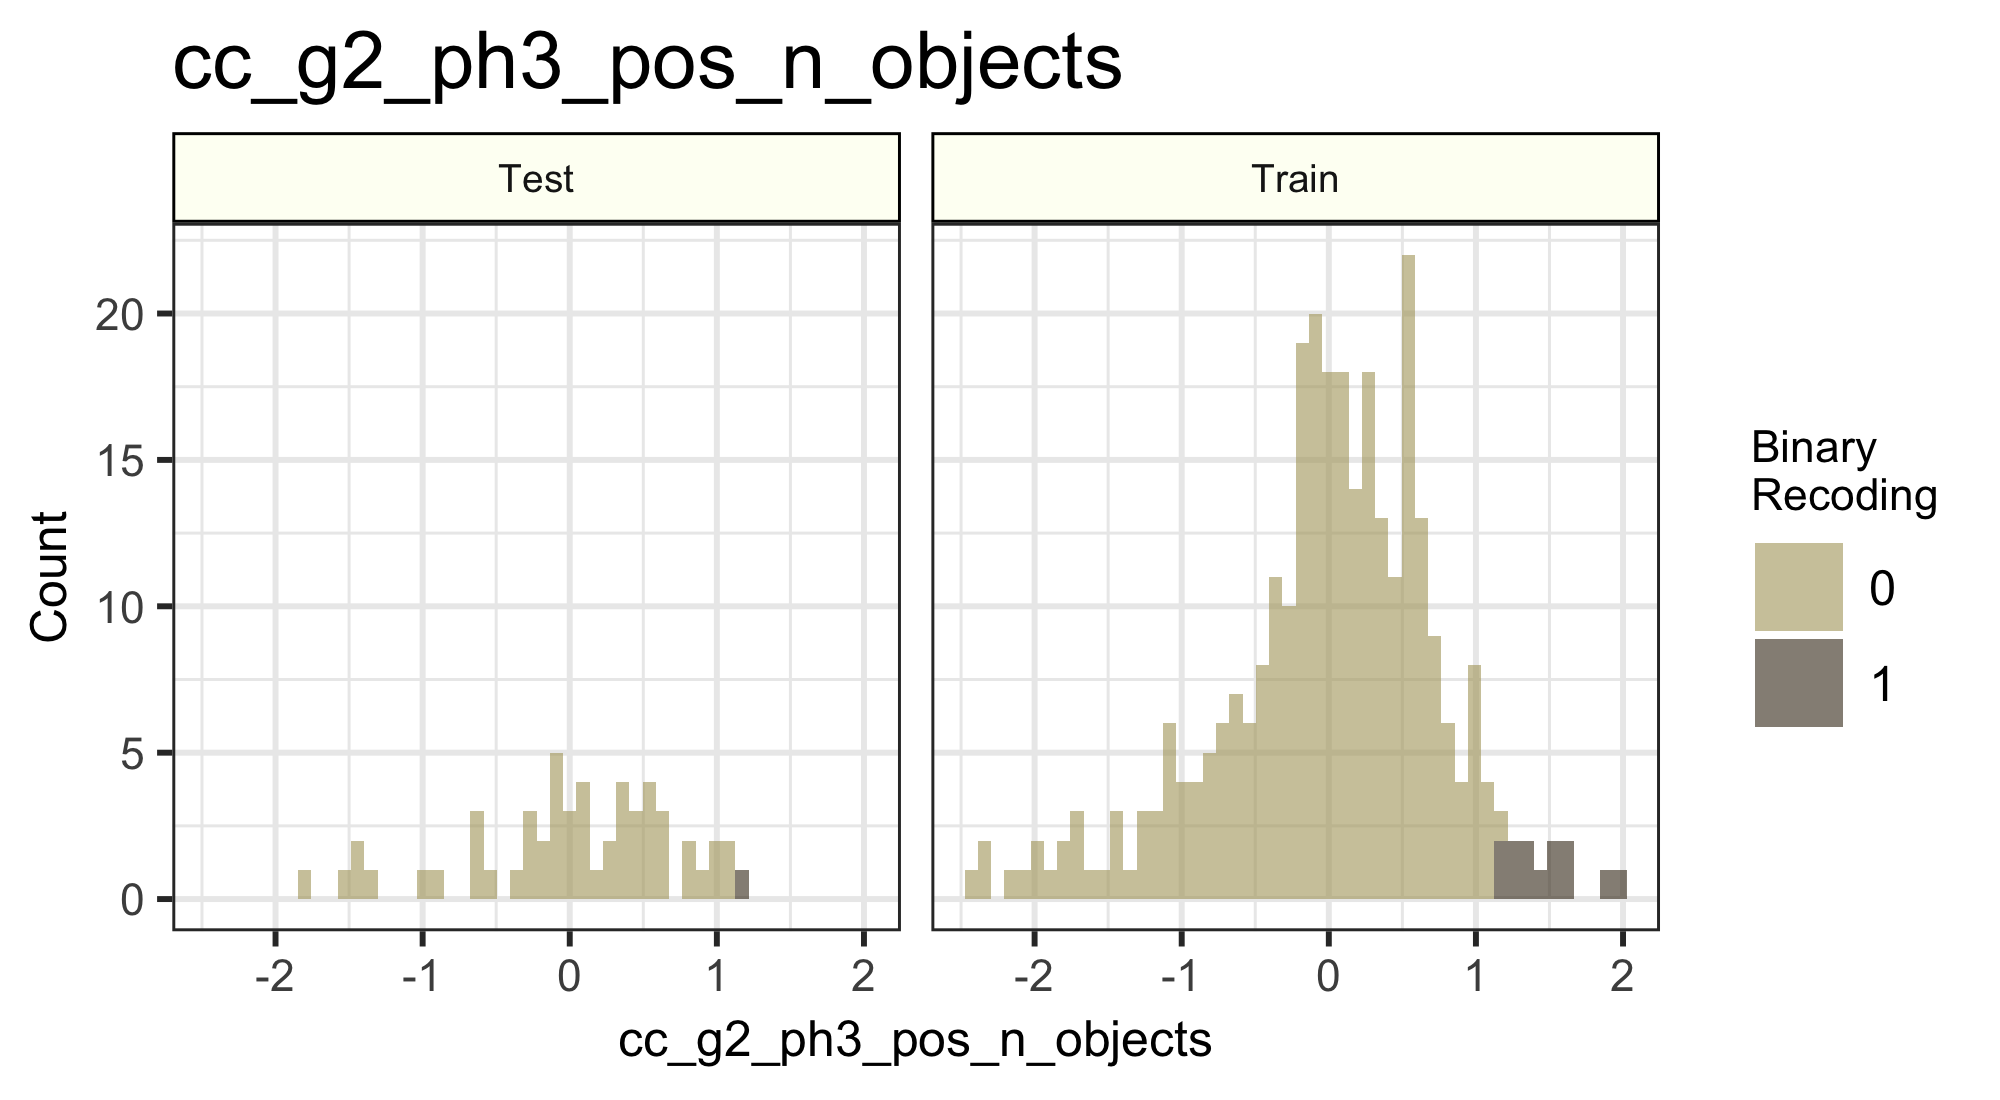 cc_g2_ph3_pos_n_objects
Test
Train
Count
20
15
10
5
0
-2 -1 0 1 2
-2 -1 0 1 2
cc_g2_ph3_pos_n_objects
Binary
Recoding
0
1